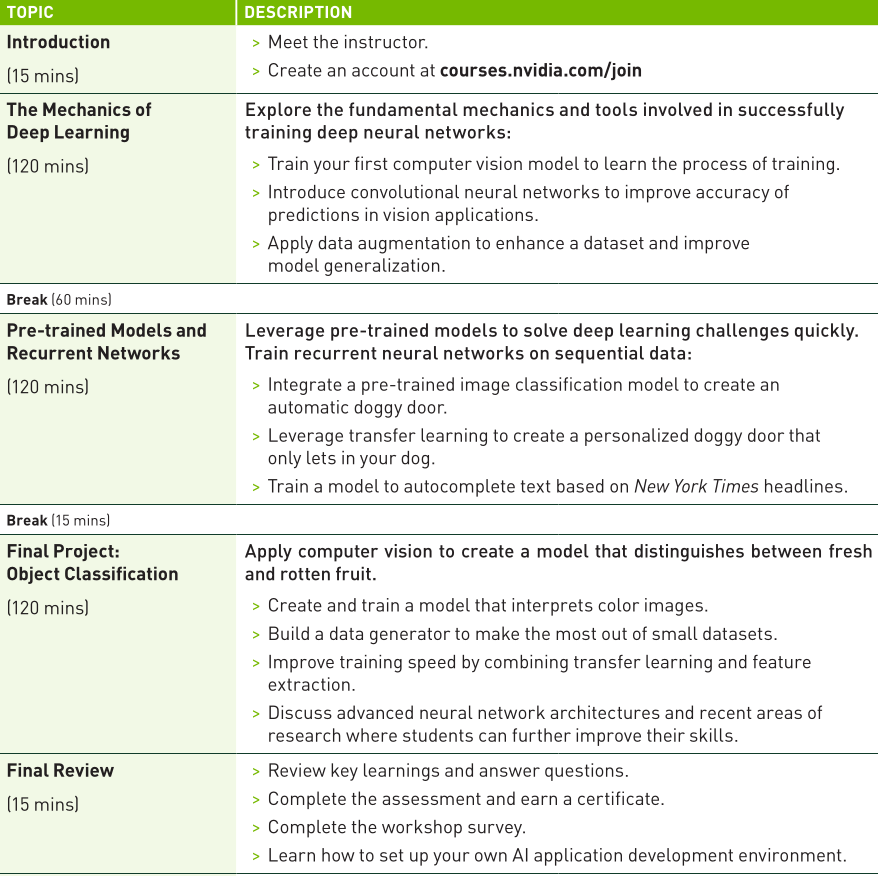 TOPIC DESCRIPTION
Introduction
(15 mins)
> Meet the instructor.
> Create an account at courses.nvidia.com/join
The Mechanics of
Deep Learning
(120 mins)
Explore the fundamental mechanics and tools involved in successfully
training deep neural networks:
> Train your first computer vision model to learn the process of training.
> Introduce convolutional neural networks to improve accuracy of
predictions in vision applications.
> Apply data augmentation to enhance a dataset and improve
model generalization.
Break (60 mins)
Pre-trained Models and
Recurrent Networks
(120 mins)
Leverage pre-trained models to solve deep learning challenges quickly.
Train recurrent neural networks on sequential data:
> Integrate a pre-trained image classification model to create an
automatic doggy door.
> Leverage transfer learning to create a personalized doggy door that
only lets in your dog.
> Train a model to autocomplete text based on New York Times headlines.
Break (15 mins)
Final Project:
Object Classification
(120 mins)
Apply computer vision to create a model that distinguishes between fresh
and rotten fruit.
> Create and train a model that interprets color images.
> Build a data generator to make the most out of small datasets.
> Improve training speed by combining transfer learning and feature
extraction.
> Discuss advanced neural network architectures and recent areas of
research where students can further improve their skills.
Final Review
(15 mins)
> Review key learnings and answer questions.
> Complete the assessment and earn a certificate.
> Complete the workshop survey.
> Learn how to set up your own AI application development environment.